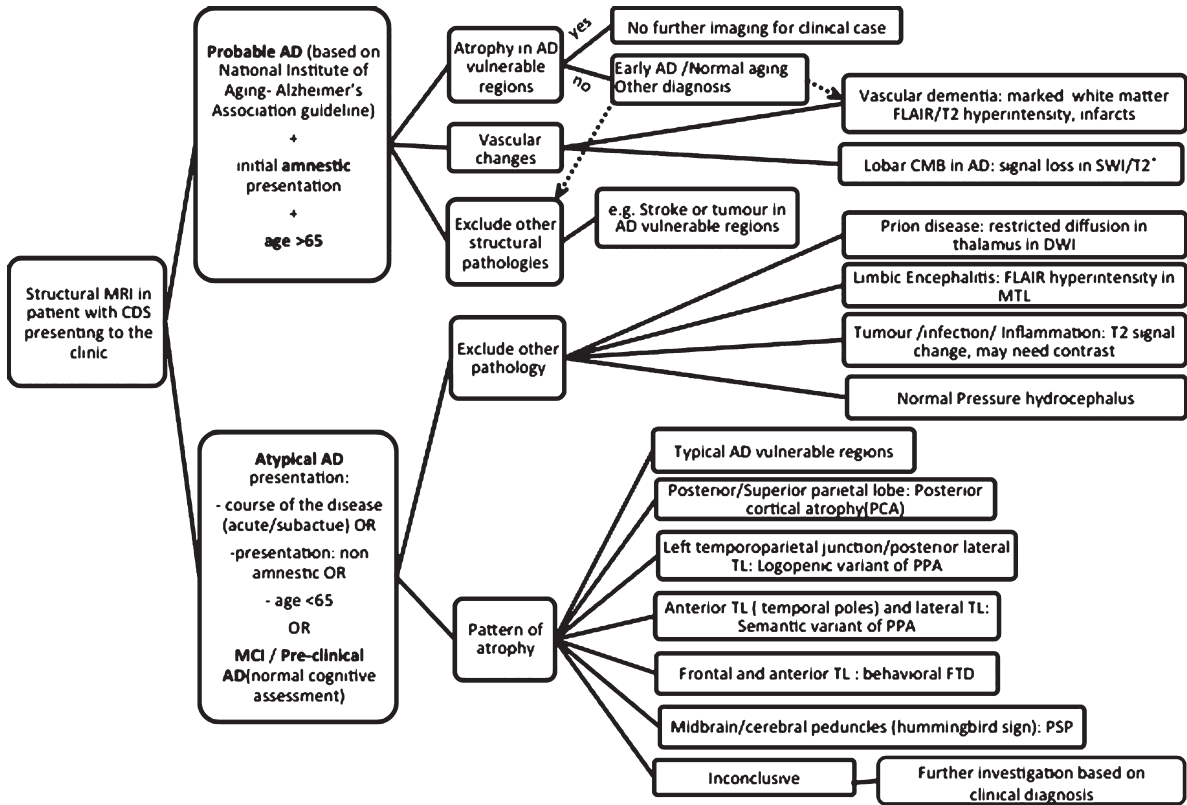 Structural MRI in
patient with CDS
presenting to the
clinic
Probable AD (based on
National Institute of
Aging- Alzheimer's
Association guideline)
+
initial amnestic
presentation
+
age >65
Atrophy in AD
vulnerable
regions
yes
no
No further imaging for clinical case
Early AD /Normal aging
Other diagnosis
Vascular
changes
Vascular dementia: marked white matter
FLAIR/T2 hyperintensity, infarcts
Lobar CMB in AD: signal loss in SWI/T2*
Exclude other
structural
pathologies
e.g. Stroke or tumour in
AD vulnerable regions
Atypical AD
presentation:
- course of the disease
(acute/subactue) OR
-presentation: non
amnestic OR
- age <65
OR
MCI / Pre-clinical
AD(normal cognitive
assessment)
Exclude other
pathology
Prion disease: restricted diffusion in
thalamus in DWI
Limbic Encephalitis: FLAIR hyperintensity in
MTL
Tumour /infection/ Inflammation: T2 signal
change, may need contrast
Normal Pressure hydrocephalus
Pattern of
atrophy
Typical AD vulnerable regions
Posterior/Superior parietal lobe: Posterior
cortical atrophy(PCA)
Left temporoparietal junction/posterior lateral
TL: Logopenic variant of PPA
Anterior TL ( temporal poles) and lateral TL:
Semantic variant of PPA
Frontal and anterior TL : behavioral FTD
Midbrain/cerebral peduncles (hummingbird sign): PSP
Inconclusive
Further investigation based on
clinical diagnosis